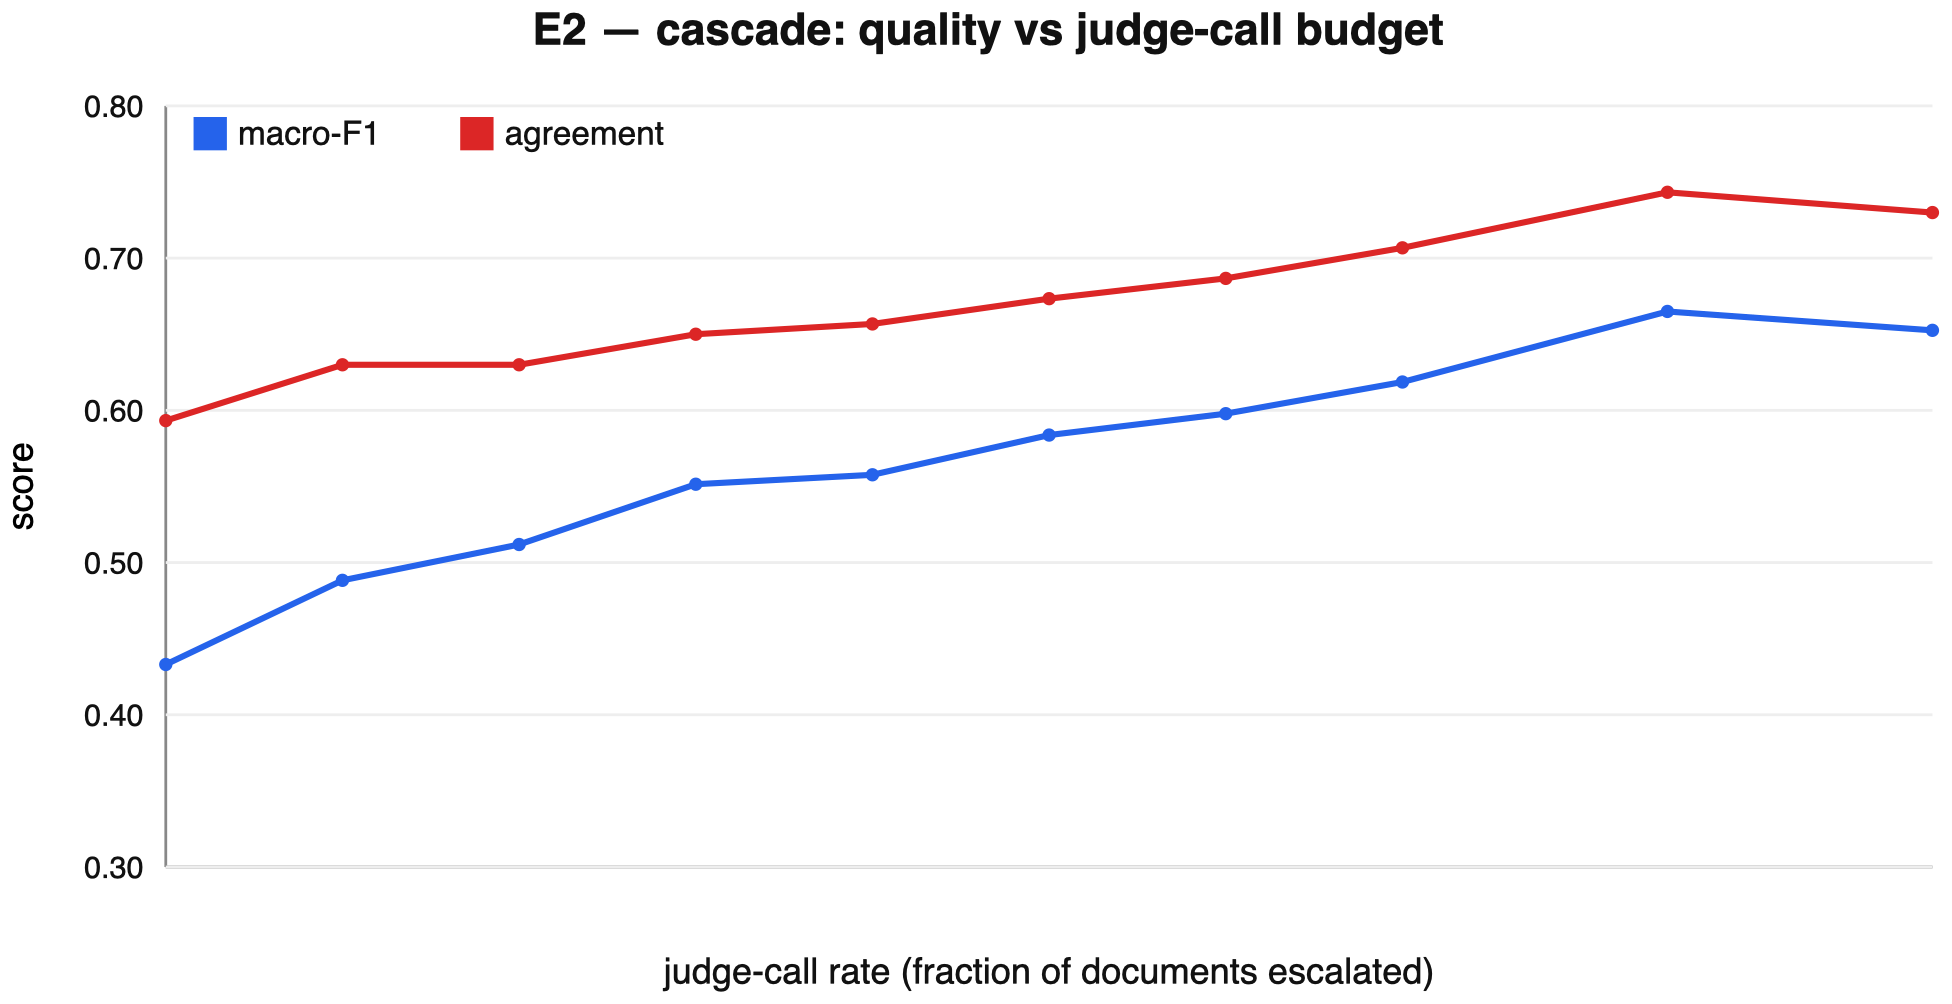 E2 — cascade: quality vs judge-call budget
macro-F1
agreement
0.80
0.70
0.60
0.50
0.40
0.30
score
judge-call rate (fraction of documents escalated)